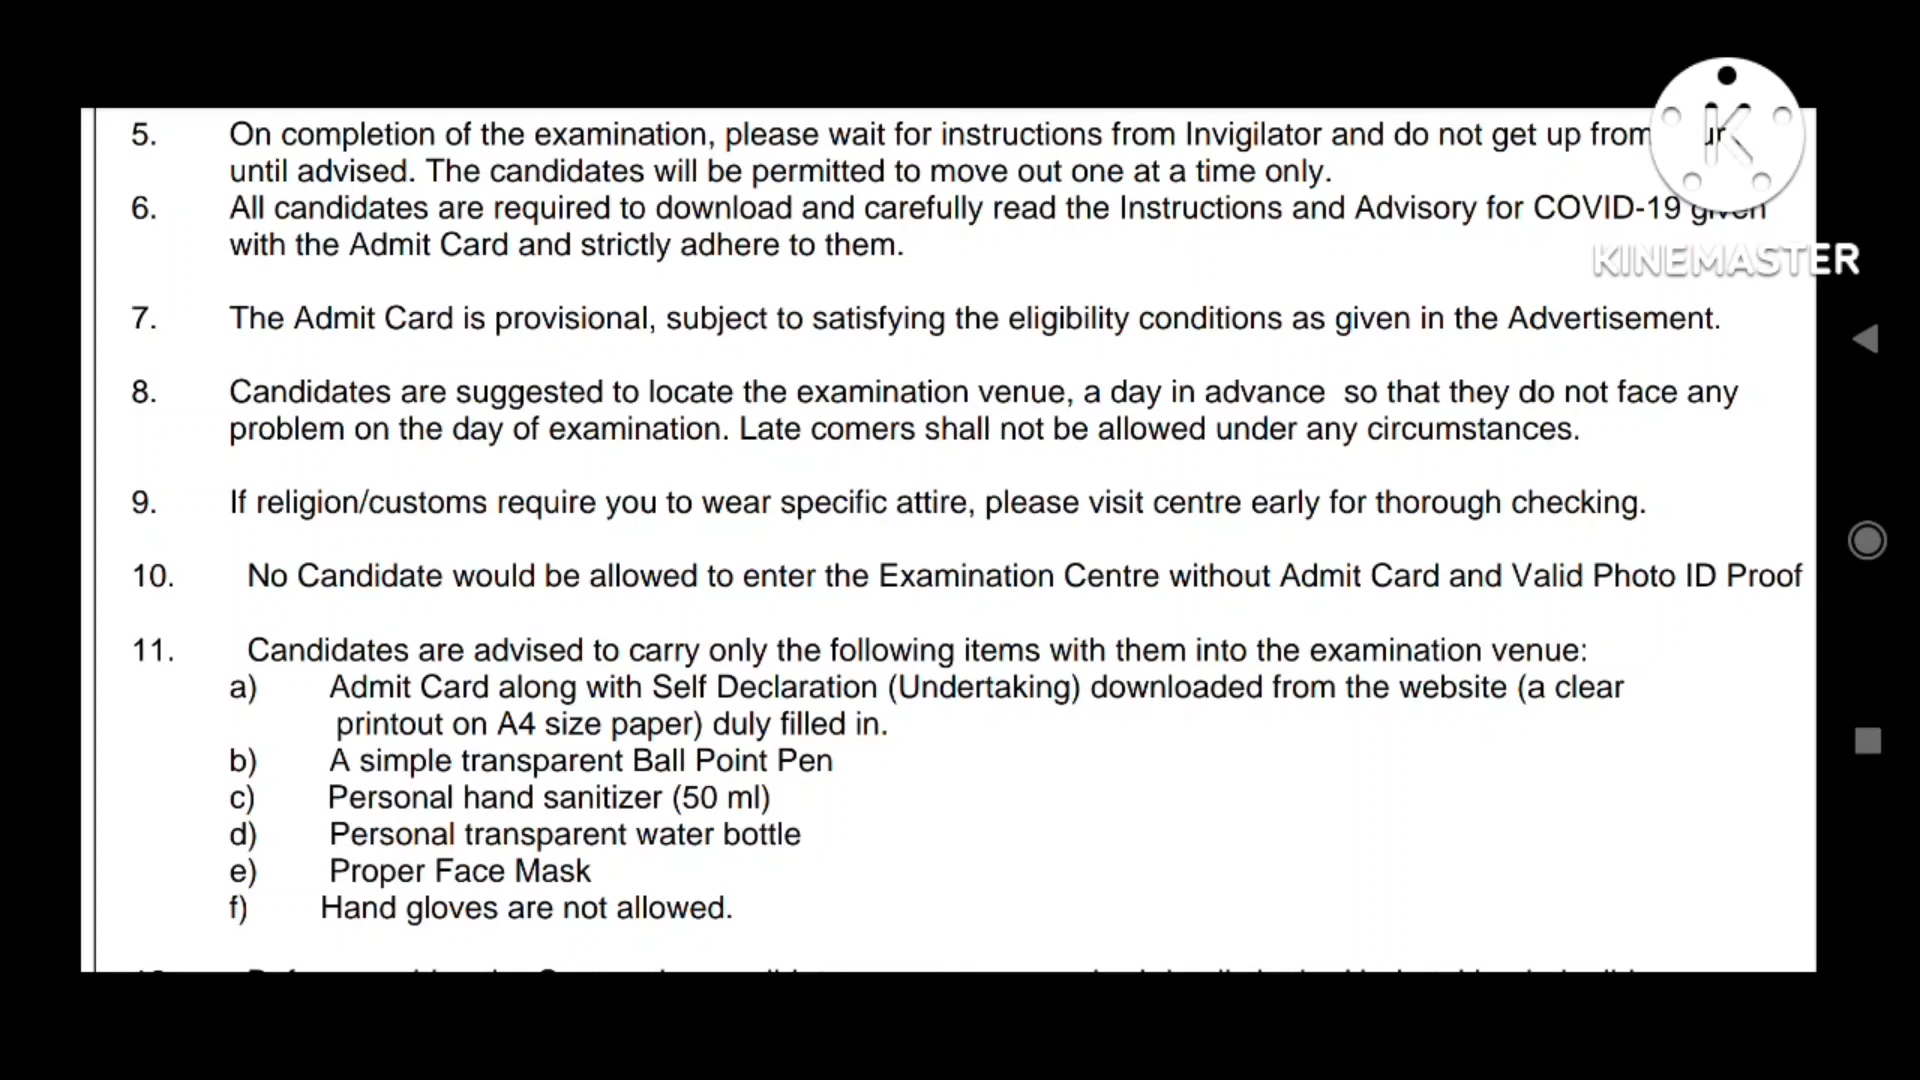 5. On completion of the examination, please wait for instructions from Invigilator and do not get up from
until advised. The candidates will be permitted to move out one at a time only.
6. All candidates are required to download and carefully read the Instructions and Advisory for COVID-19 given
with the Admit Card and strictly adhere to them.
KINEMASTER
7. The Admit Card is provisional, subject to satisfying the eligibility conditions as given in the Advertisement.
8. Candidates are suggested to locate the examination venue, a day in advance so that they do not face any
problem on the day of examination. Late comers shall not be allowed under any circumstances.
9. If religion/customs require you to wear specific attire, please visit centre early for thorough checking.
10. No Candidate would be allowed to enter the Examination Centre without Admit Card and Valid Photo ID Proof
11. Candidates are advised to carry only the following items with them into the examination venue:
a) Admit Card along with Self Declaration (Undertaking) downloaded from the website (a clear
printout on A4 size paper) duly filled in.
b) A simple transparent Ball Point Pen
c) Personal hand sanitizer (50 ml)
d) Personal transparent water bottle
e) Proper Face Mask
f) Hand gloves are not allowed.